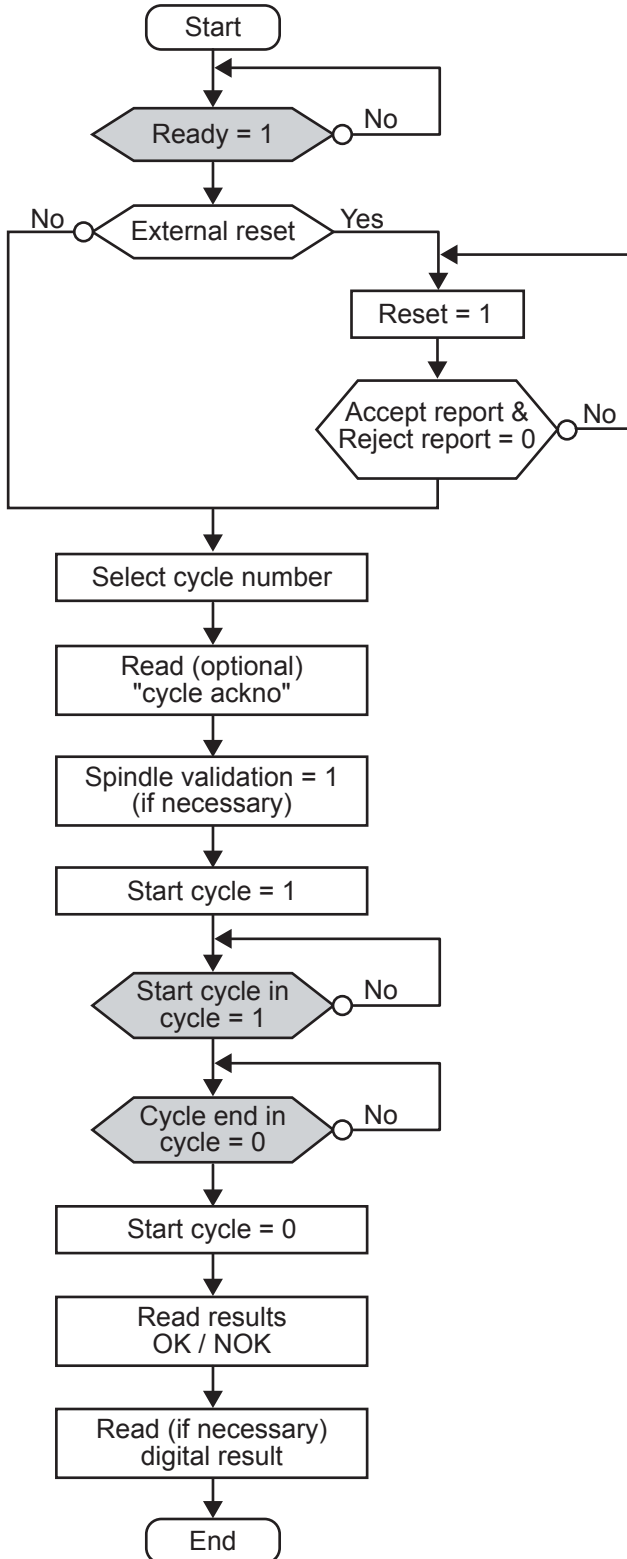 Start
Ready = 1
No
No
External reset
Yes
Reset = 1
Accept report &
Reject report = 0
No
Select cycle number
Read (optional)
"cycle ackno"
Spindle validation = 1
(if necessary)
Start cycle = 1
Start cycle in
cycle = 1
No
Cycle end in
cycle = 0
No
Start cycle = 0
Read results
OK / NOK
Read (if necessary)
digital result
End